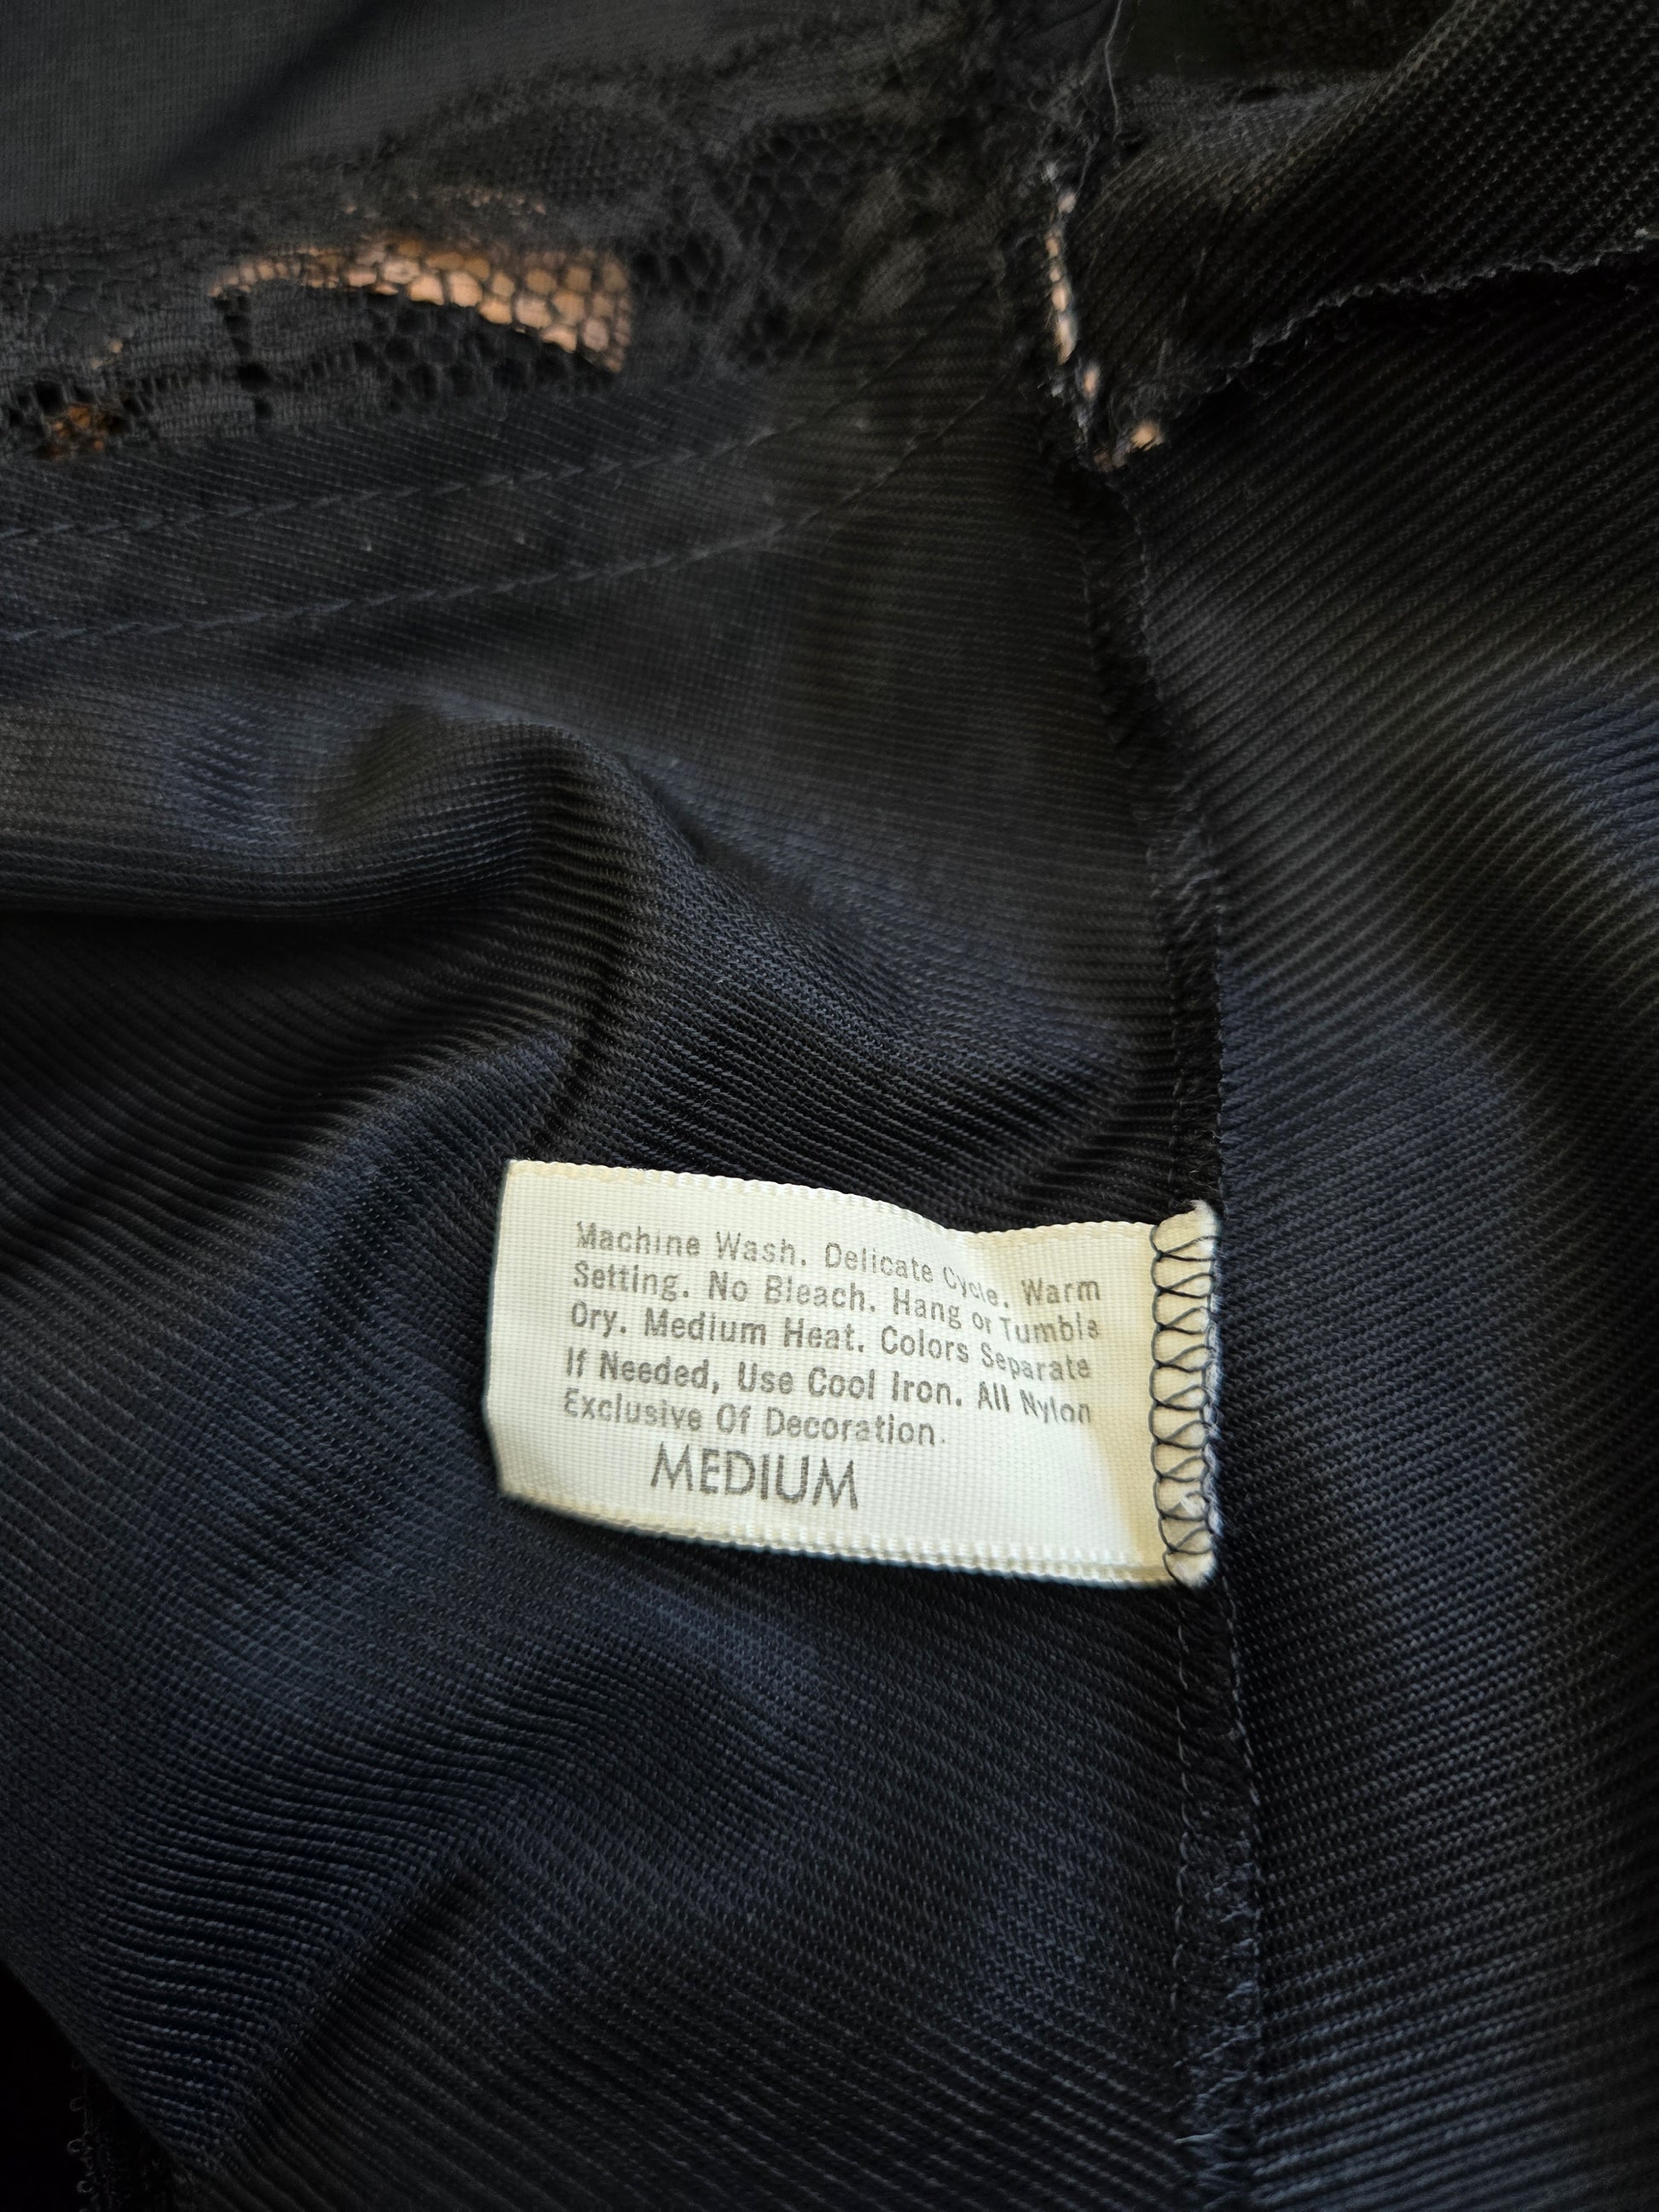 Machine Wash. Delicate Cycle. Warm
Setting. No Bleach. Hang or Tumble
Dry. Medium Heat. Colors Separate
If Needed, Use Cool Iron. All Nylon
Exclusive Of Decoration.
MEDIUM